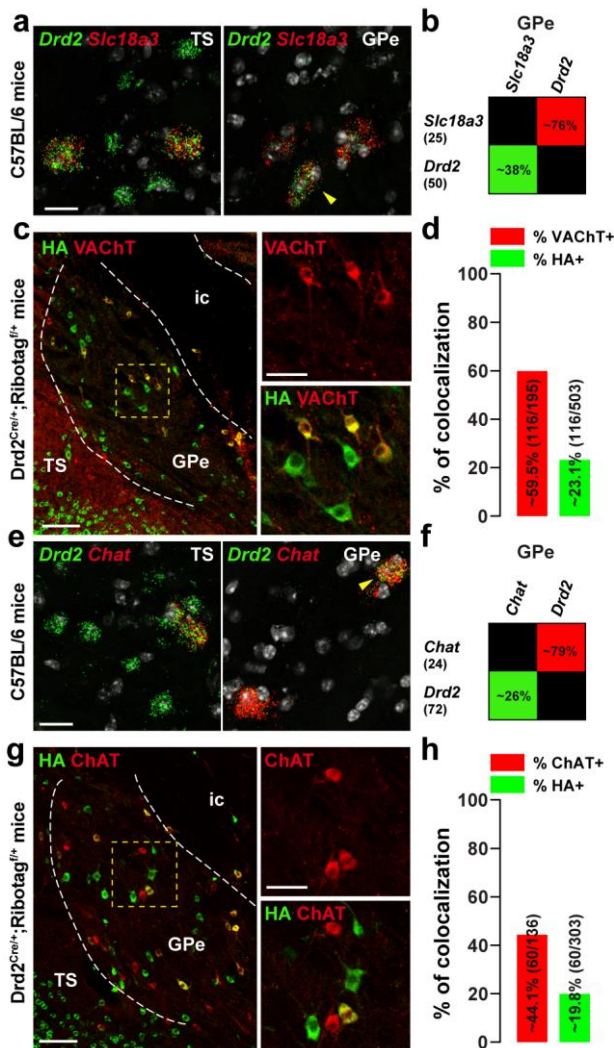 a
C57BL/6 mice
Drd2 Slc18a3 TS
Drd2 Slc18a3 GPe
b
GPe
Slc18a3
Drd2
Slc18a3
(25)
~76%
Drd2
(50)
~38%
c
Drd2Cre/+;Ribotagf/+ mice
HA VAChT
ic
TS
GPe
VAChT
HA VAChT
d
% VAChT+
% HA+
% of colocalization
100
80
60
40
20
0
~59.5% (116/195)
~23.1% (116/503)
e
C57BL/6 mice
Drd2 Chat TS
Drd2 Chat GPe
f
GPe
Chat
Drd2
Chat
(24)
~79%
Drd2
(72)
~26%
g
Drd2Cre/+;Ribotagf/+ mice
HA ChAT
ic
GPe
TS
ChAT
HA ChAT
h
% ChAT+
% HA+
% of colocalization
100
80
60
40
20
0
~44.1% (60/136)
~19.8% (60/303)